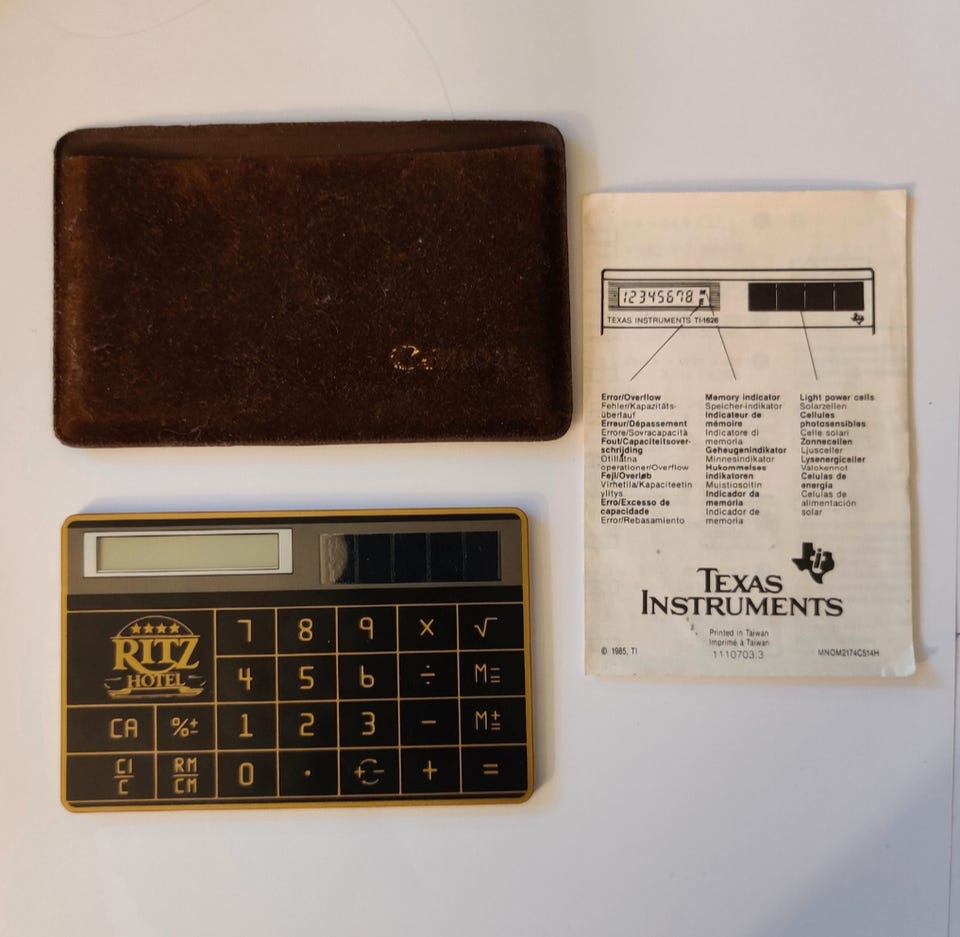 12345678
TEXAS INSTRUMENTS TI-1626
Error/Overflow
Fehler/Kapazitäts-
überlauf
Erreur/Dépassement
Errore/Sovracapacità
Fout/Capaciteitsover-
schrijding
Otillåtna
operationer/Overflow
Fejl/Overløb
Virhetila/Kapaciteetin
ylitys
Erro/Excesso de
capacidade
Error/Rebasamiento
Memory indicator
Speicher-indikator
Indicateur de
mémoire
Indicatore di
memoria
Geheugenindikator
Minnesindikator
Hukommelses
indikatoren
Muistiosoitin
Indicador da
memória
Indicador de
memoria
Light power cells
Solarzellen
Cellules
photosensibles
Celle solari
Zonnecellen
Ljusceller
Lysenergiceller
Valokennot
Células de
energia
Células de
alimentación
solar
TEXAS
INSTRUMENTS
Printed in Taiwan
Imprimé à Taiwan
© 1985, TI
1110703.3
MNOM2174C514H
RITZ
HOTEL
7 8 9 × √
4 5 6 ÷ M=
CA %± 1 2 3 − M±
CI/C RM/CM 0 · +⇄− + =